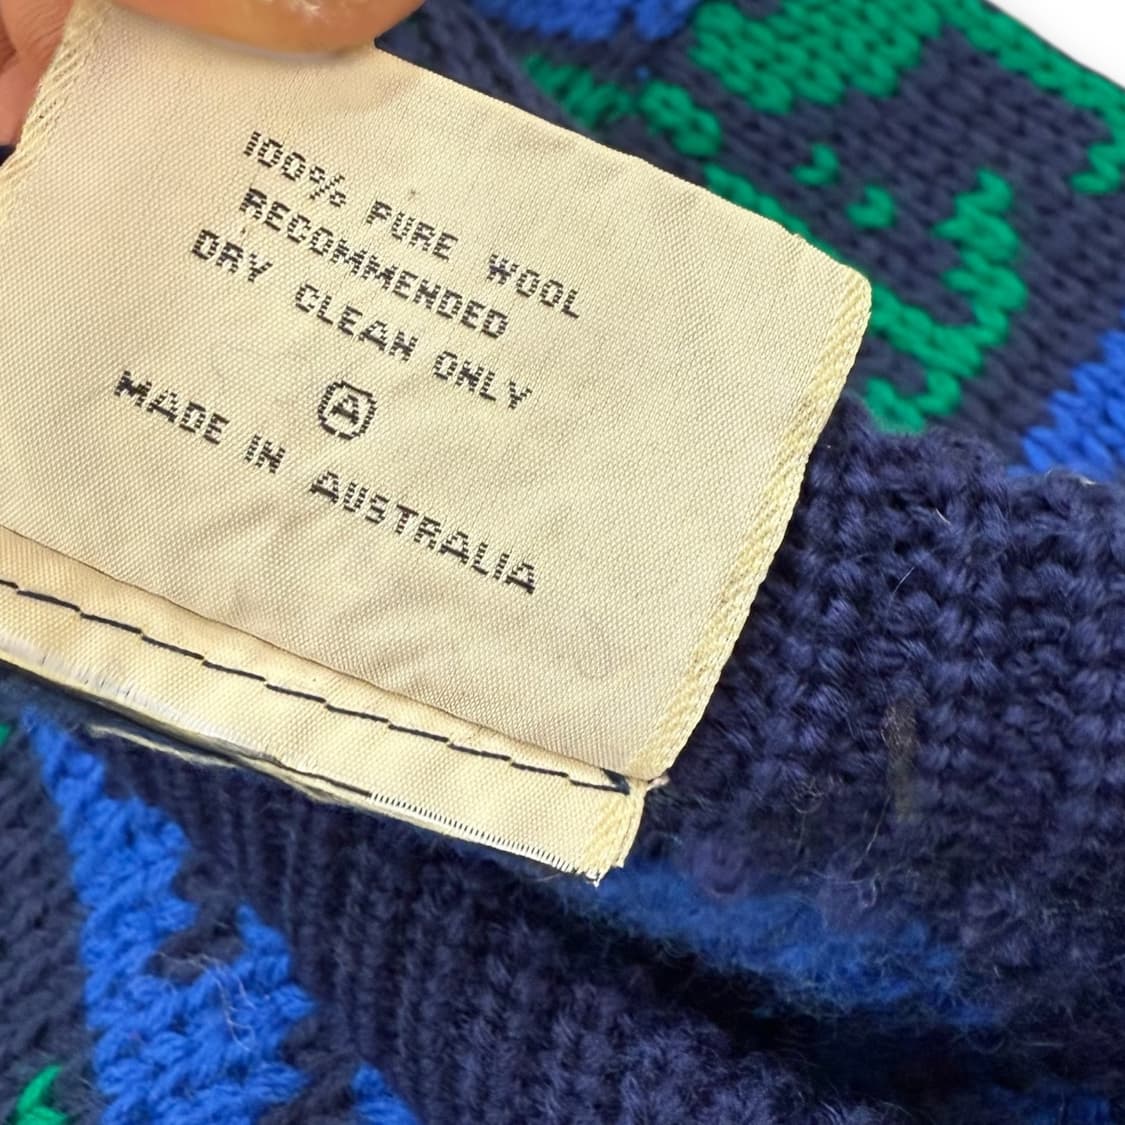 100% PURE WOOL
RECOMMENDED
DRY CLEAN ONLY
Ⓐ
MADE IN AUSTRALIA